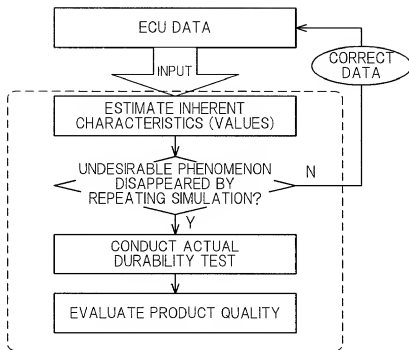 ECU DATA
INPUT
CORRECT
DATA
ESTIMATE INHERENT
CHARACTERISTICS (VALUES)
UNDESIRABLE PHENOMENON
DISAPPEARED BY
REPEATING SIMULATION?
N
Y
CONDUCT ACTUAL
DURABILITY TEST
EVALUATE PRODUCT QUALITY